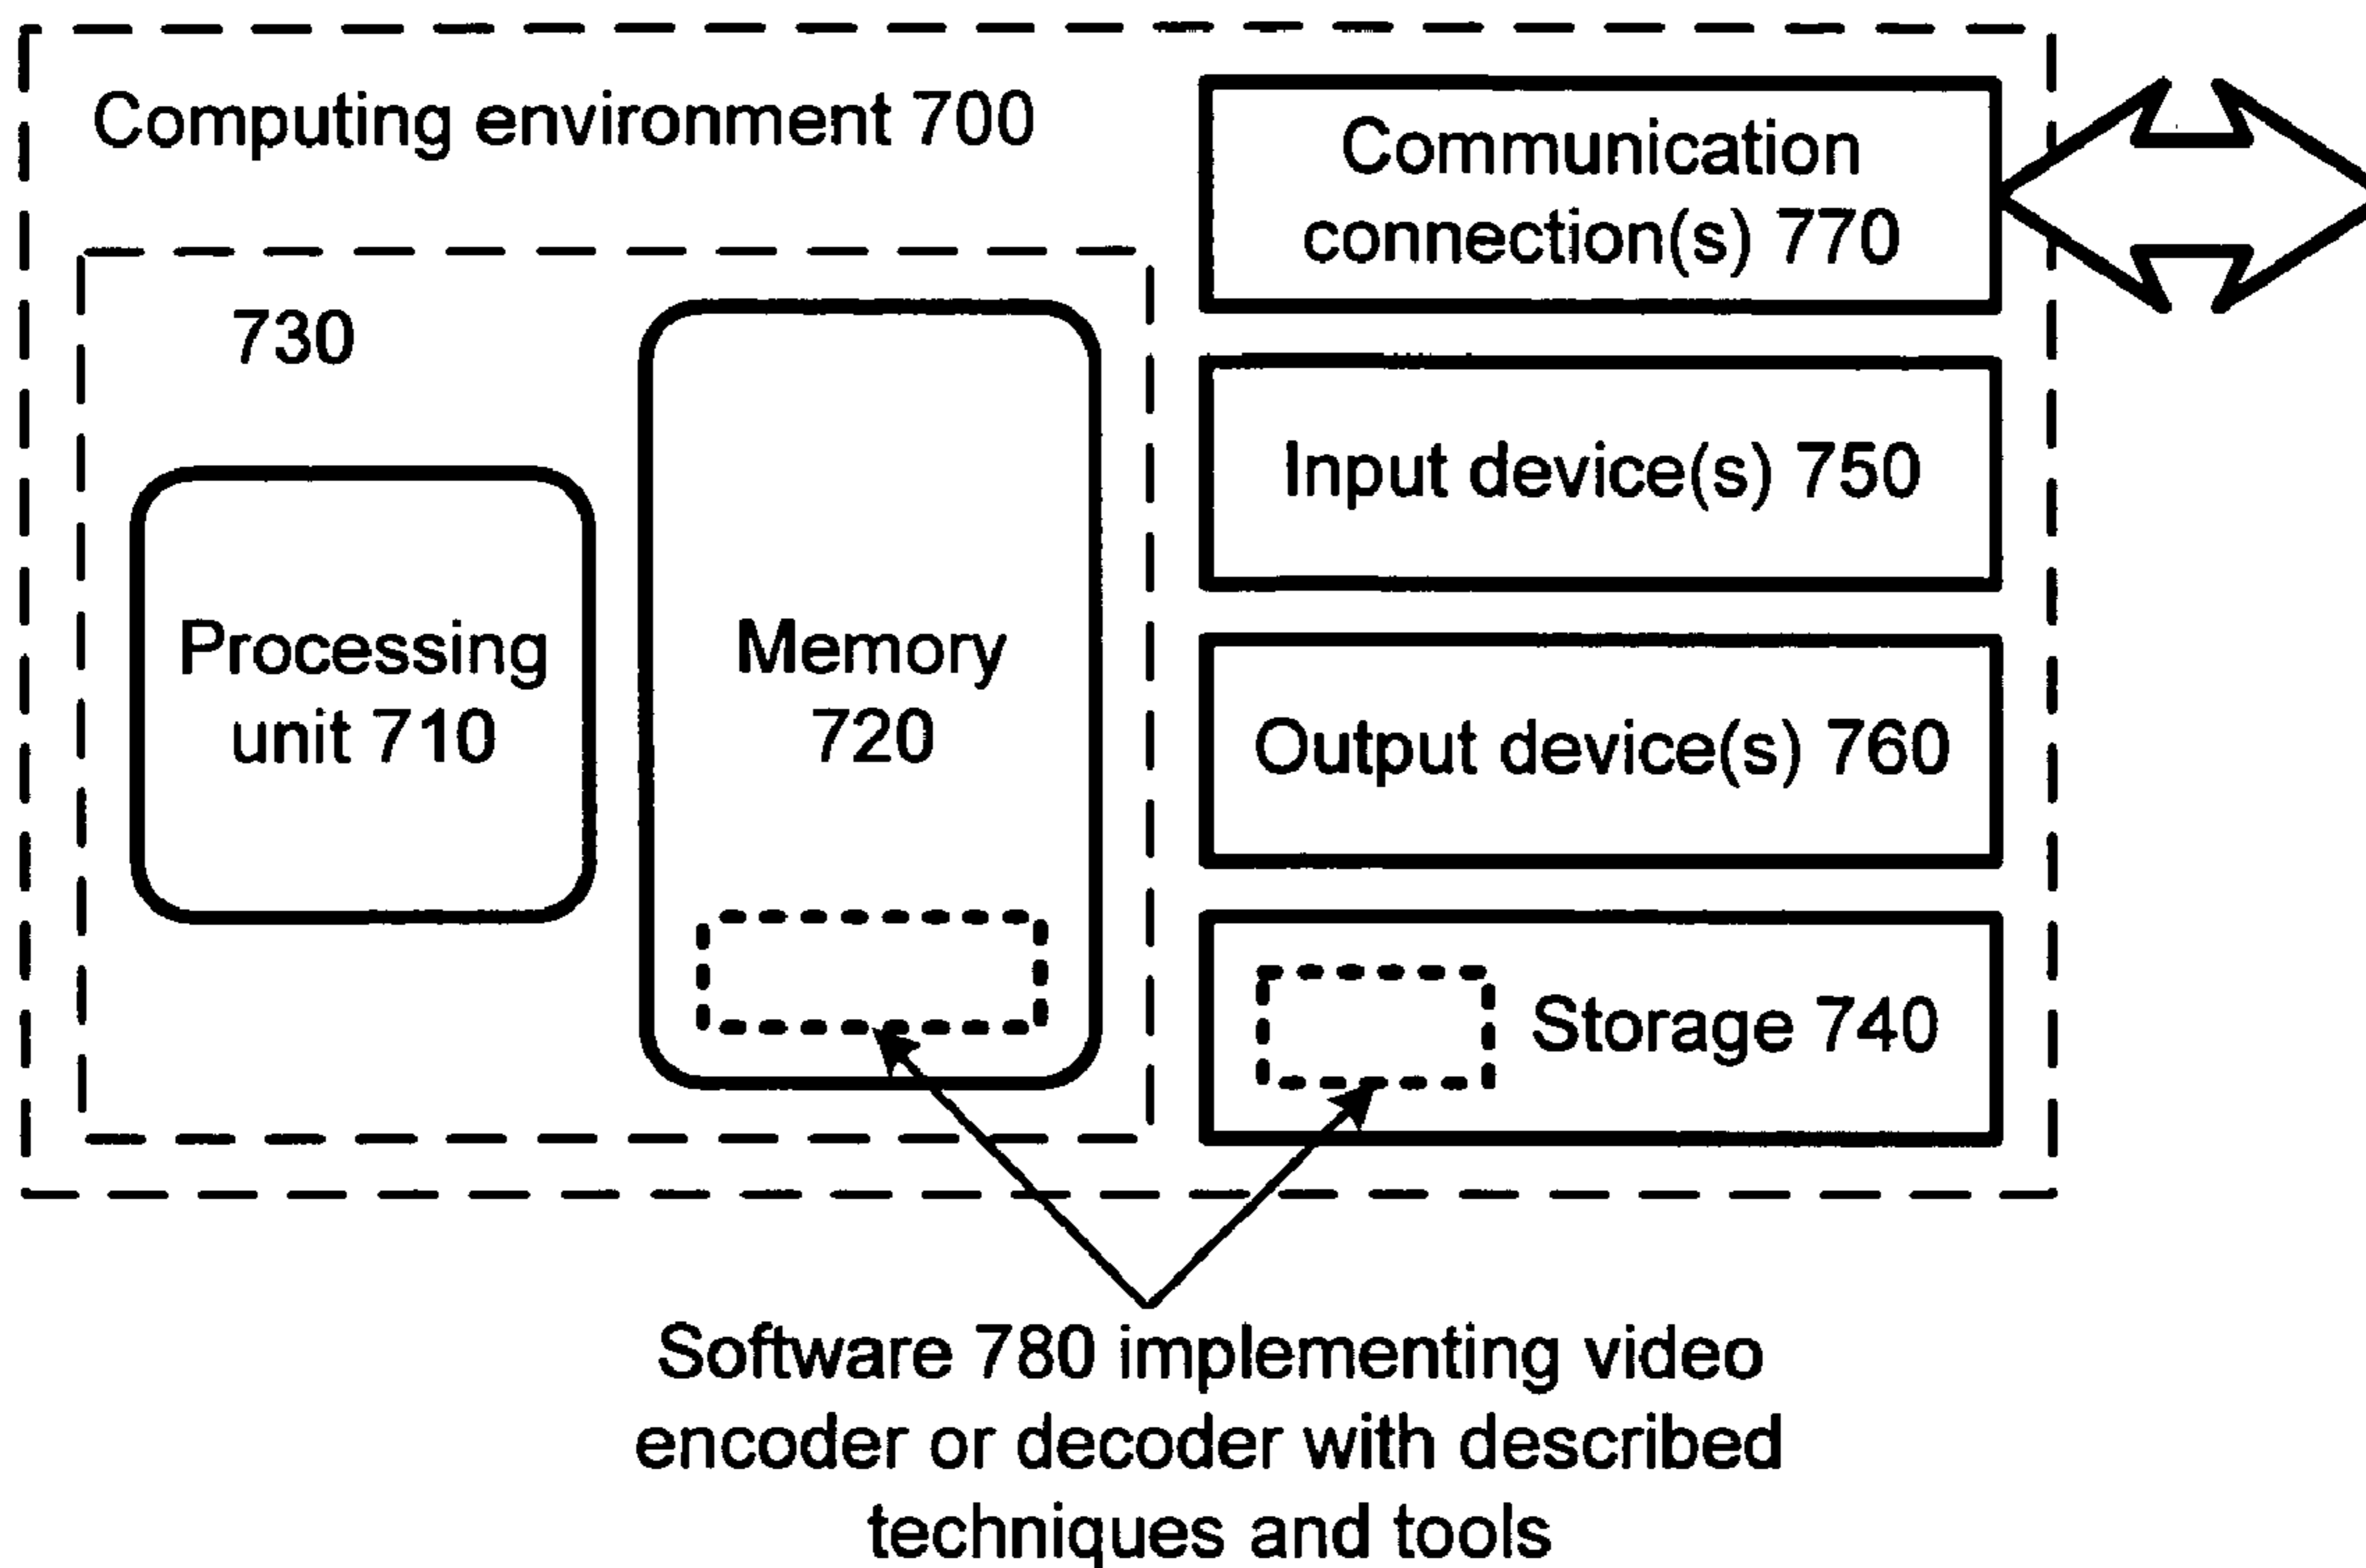 Computing environment 700
Communication
connection(s) 770
730
Input device(s) 750
Processing
unit 710
Memory
720
Output device(s) 760
Storage 740
Software 780 implementing video
encoder or decoder with described
techniques and tools